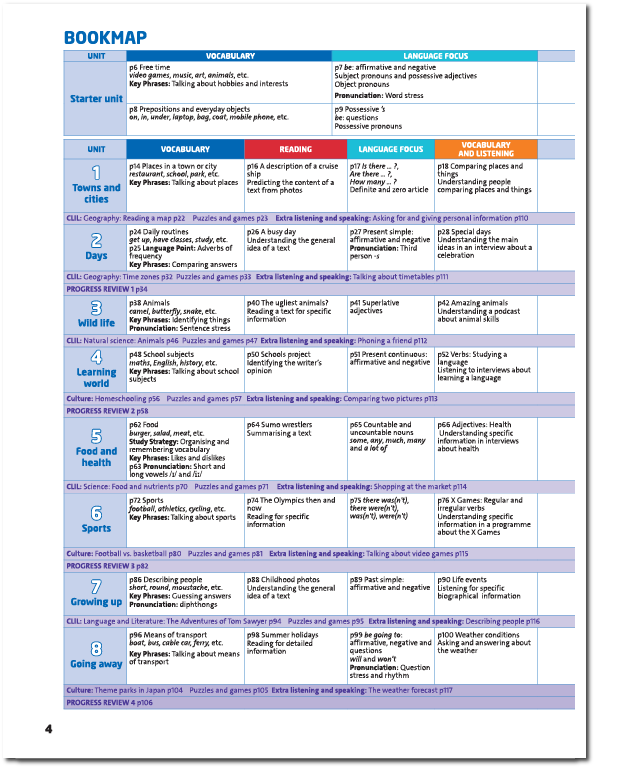 BOOKMAP
UNIT VOCABULARY LANGUAGE FOCUS
Starter unit
p6 Free time
video games, music, art, animals, etc.
Key Phrases: Talking about hobbies and interests
p7 be: affirmative and negative
Subject pronouns and possessive adjectives
Object pronouns
Pronunciation: Word stress
p8 Prepositions and everyday objects
on, in, under, laptop, bag, coat, mobile phone, etc.
p9 Possessive 's
be: questions
Possessive pronouns
UNIT VOCABULARY READING LANGUAGE FOCUS VOCABULARY
AND LISTENING
1
Towns and
cities
p14 Places in a town or city
restaurant, school, park, etc.
Key Phrases: Talking about places
p16 A description of a cruise
ship
Predicting the content of a
text from photos
p17 Is there ... ?,
Are there ... ?,
How many ... ?
Definite and zero article
p18 Comparing places and
things
Understanding people
comparing places and things
CLIL: Geography: Reading a map p22 Puzzles and games p23 Extra listening and speaking: Asking for and giving personal information p110
2
Days
p24 Daily routines
get up, have classes, study, etc.
p25 Language Point: Adverbs of
frequency
Key Phrases: Comparing answers
p26 A busy day
Understanding the general
idea of a text
p27 Present simple:
affirmative and negative
Pronunciation: Third
person -s
p28 Special days
Understanding the main
ideas in an interview about a
celebration
CLIL: Geography: Time zones p32 Puzzles and games p33 Extra listening and speaking: Talking about timetables p111
PROGRESS REVIEW 1 p34
3
Wild life
p38 Animals
camel, butterfly, snake, etc.
Key Phrases: Identifying things
Pronunciation: Sentence stress
p40 The ugliest animals?
Reading a text for specific
information
p41 Superlative
adjectives
p42 Amazing animals
Understanding a podcast
about animal skills
CLIL: Natural science: Animals p46 Puzzles and games p47 Extra listening and speaking: Phoning a friend p112
4
Learning
world
p48 School subjects
maths, English, history, etc.
Key Phrases: Talking about school
subjects
p50 Schools project
Identifying the writer's
opinion
p51 Present continuous:
affirmative and negative
p52 Verbs: Studying a
language
Listening to interviews about
learning a language
Culture: Homeschooling p56 Puzzles and games p57 Extra listening and speaking: Comparing two pictures p113
PROGRESS REVIEW 2 p58
5
Food and
health
p62 Food
burger, salad, meat, etc.
Study Strategy: Organising and
remembering vocabulary
Key Phrases: Likes and dislikes
p63 Pronunciation: Short and
long vowels /ɪ/ and /iː/
p64 Sumo wrestlers
Summarising a text
p65 Countable and
uncountable nouns
some, any, much, many
and a lot of
p66 Adjectives: Health
Understanding specific
information in interviews
about health
CLIL: Science: Food and nutrients p70 Puzzles and games p71 Extra listening and speaking: Shopping at the market p114
6
Sports
p72 Sports
football, athletics, cycling, etc.
Key Phrases: Talking about sports
p74 The Olympics then and
now
Reading for specific
information
p75 there was(n't),
there were(n't),
was(n't), were(n't)
p76 X Games: Regular and
irregular verbs
Understanding specific
information in a programme
about the X Games
Culture: Football vs. basketball p80 Puzzles and games p81 Extra listening and speaking: Talking about video games p115
PROGRESS REVIEW 3 p82
7
Growing up
p86 Describing people
short, round, moustache, etc.
Key Phrases: Guessing answers
Pronunciation: diphthongs
p88 Childhood photos
Understanding the general
idea of a text
p89 Past simple:
affirmative and negative
p90 Life events
Listening for specific
biographical information
CLIL: Language and Literature: The Adventures of Tom Sawyer p94 Puzzles and games p95 Extra listening and speaking: Describing people p116
8
Going away
p96 Means of transport
boat, bus, cable car, ferry, etc.
Key Phrases: Talking about means
of transport
p98 Summer holidays
Reading for detailed
information
p99 be going to:
affirmative, negative and
questions
will and won't
Pronunciation: Question
stress and rhythm
p100 Weather conditions
Asking and answering about
the weather
Culture: Theme parks in Japan p104 Puzzles and games p105 Extra listening and speaking: The weather forecast p117
PROGRESS REVIEW 4 p106
4